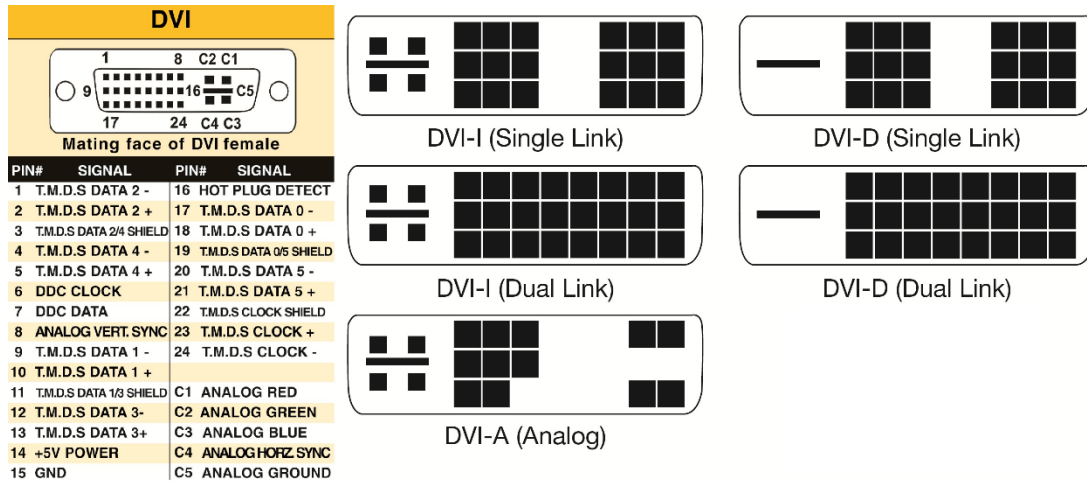 DVI
1 8 C2 C1
9 16 C5
17 24 C4 C3
Mating face of DVI female
PIN# SIGNAL PIN# SIGNAL
1 T.M.D.S DATA 2 - 16 HOT PLUG DETECT
2 T.M.D.S DATA 2 + 17 T.M.D.S DATA 0 -
3 T.M.D.S DATA 2/4 SHIELD 18 T.M.D.S DATA 0 +
4 T.M.D.S DATA 4 - 19 T.M.D.S DATA 0/5 SHIELD
5 T.M.D.S DATA 4 + 20 T.M.D.S DATA 5 -
6 DDC CLOCK 21 T.M.D.S DATA 5 +
7 DDC DATA 22 T.M.D.S CLOCK SHIELD
8 ANALOG VERT. SYNC 23 T.M.D.S CLOCK +
9 T.M.D.S DATA 1 - 24 T.M.D.S CLOCK -
10 T.M.D.S DATA 1 +
11 T.M.D.S DATA 1/3 SHIELD C1 ANALOG RED
12 T.M.D.S DATA 3- C2 ANALOG GREEN
13 T.M.D.S DATA 3+ C3 ANALOG BLUE
14 +5V POWER C4 ANALOG HORZ. SYNC
15 GND C5 ANALOG GROUND
DVI-I (Single Link)
DVI-D (Single Link)
DVI-I (Dual Link)
DVI-D (Dual Link)
DVI-A (Analog)